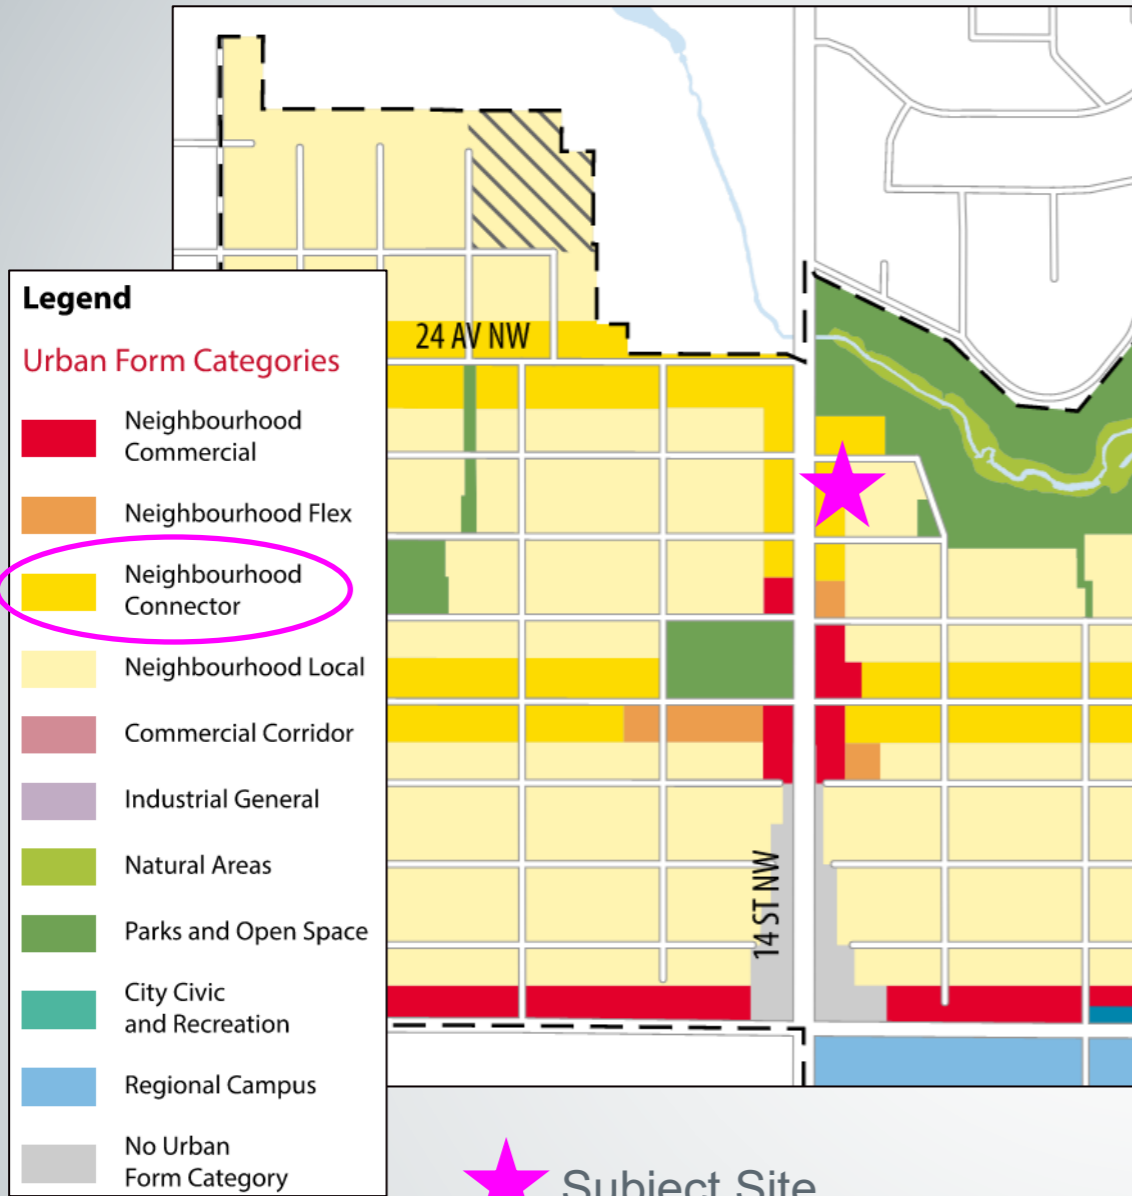 Legend
Urban Form Categories
Neighbourhood
Commercial
Neighbourhood Flex
Neighbourhood
Connector
Neighbourhood Local
Commercial Corridor
Industrial General
Natural Areas
Parks and Open Space
City Civic
and Recreation
Regional Campus
No Urban
Form Category
24 AV NW
14 ST NW
Subject Site